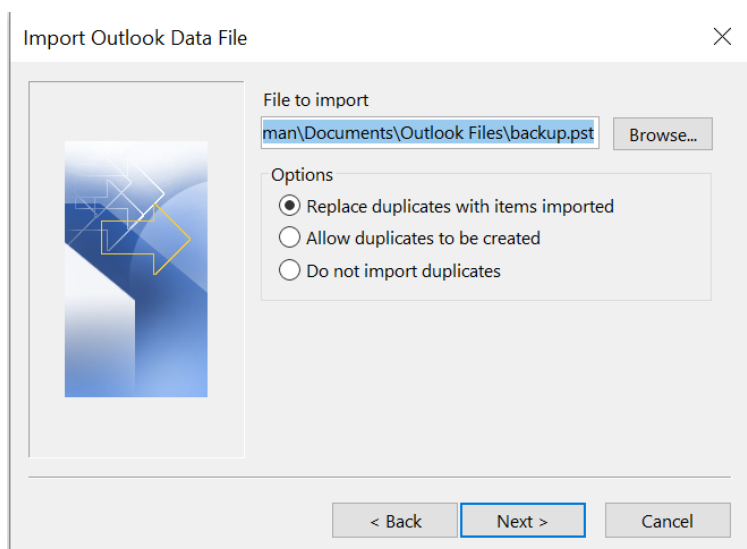 Import Outlook Data File
File to import
man\Documents\Outlook Files\backup.pst
Browse...
Options
Replace duplicates with items imported
Allow duplicates to be created
Do not import duplicates
< Back
Next >
Cancel